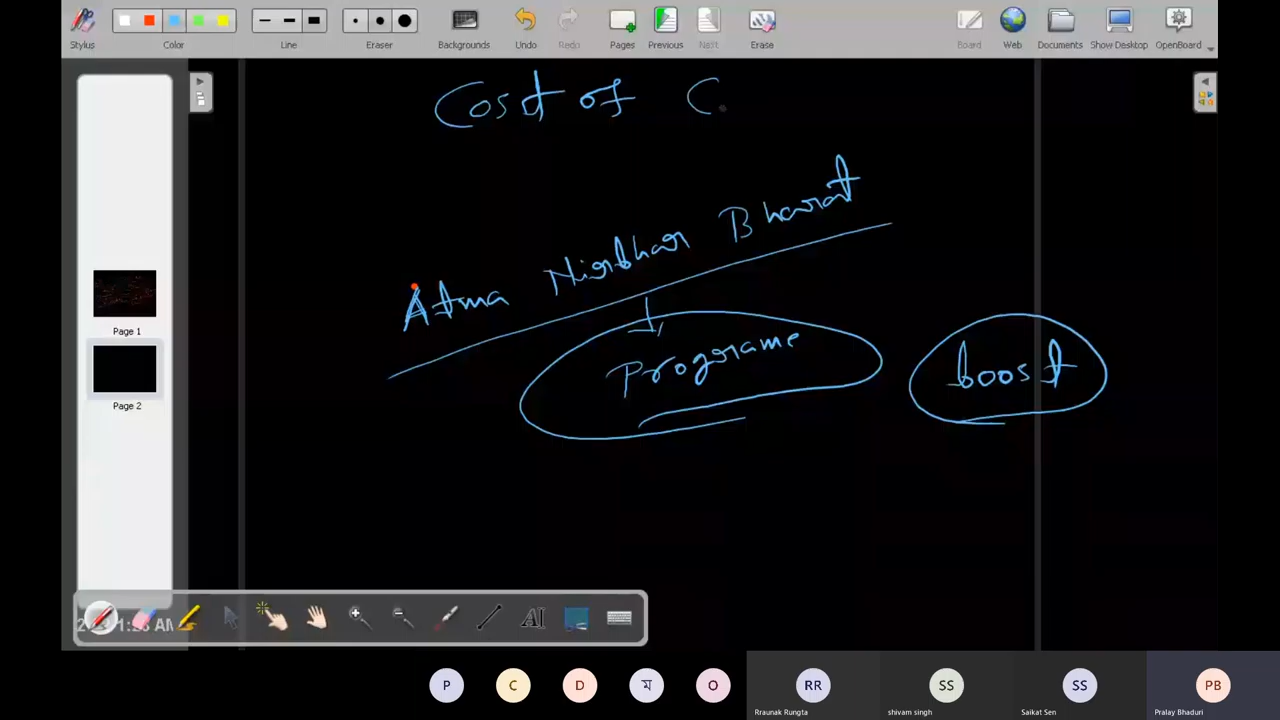 Stylus
Color
Line
Eraser
Backgrounds
Undo
Redo
Pages
Previous
Next
Erase
Board
Web
Documents
Show Desktop
OpenBoard
Cost of C
Atma Nirbhar Bharat
Programe
boost
Page 1
Page 2
AI
P
C
D
ম
O
RR
SS
SS
PB
Rraunak Rungta
shivam singh
Saikat Sen
Pralay Bhaduri